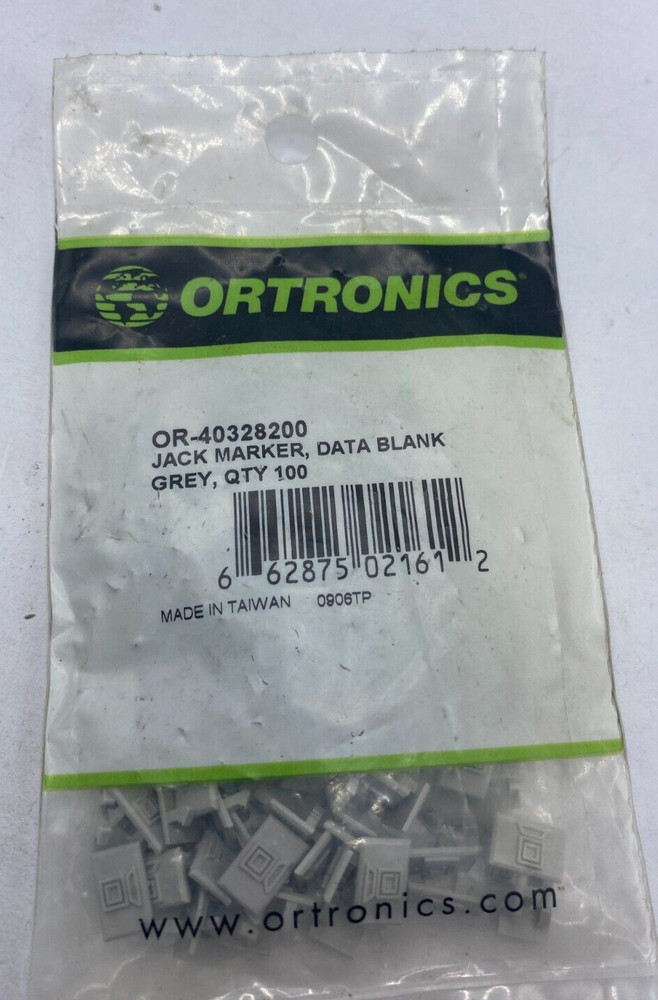 ORTRONICS®
OR-40328200
JACK MARKER, DATA BLANK
GREY, QTY 100
6 62875 02161 2
MADE IN TAIWAN 0906TP
www.ortronics.com